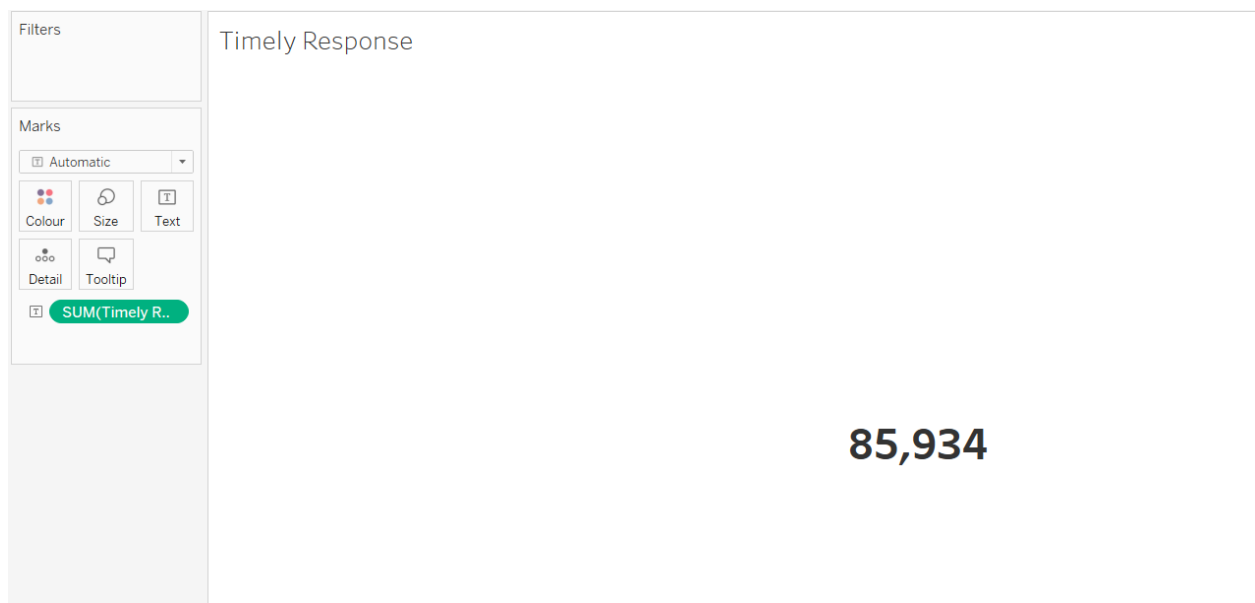 Filters
Timely Response
Marks
Automatic
Colour Size Text
Detail Tooltip
SUM(Timely R..
85,934